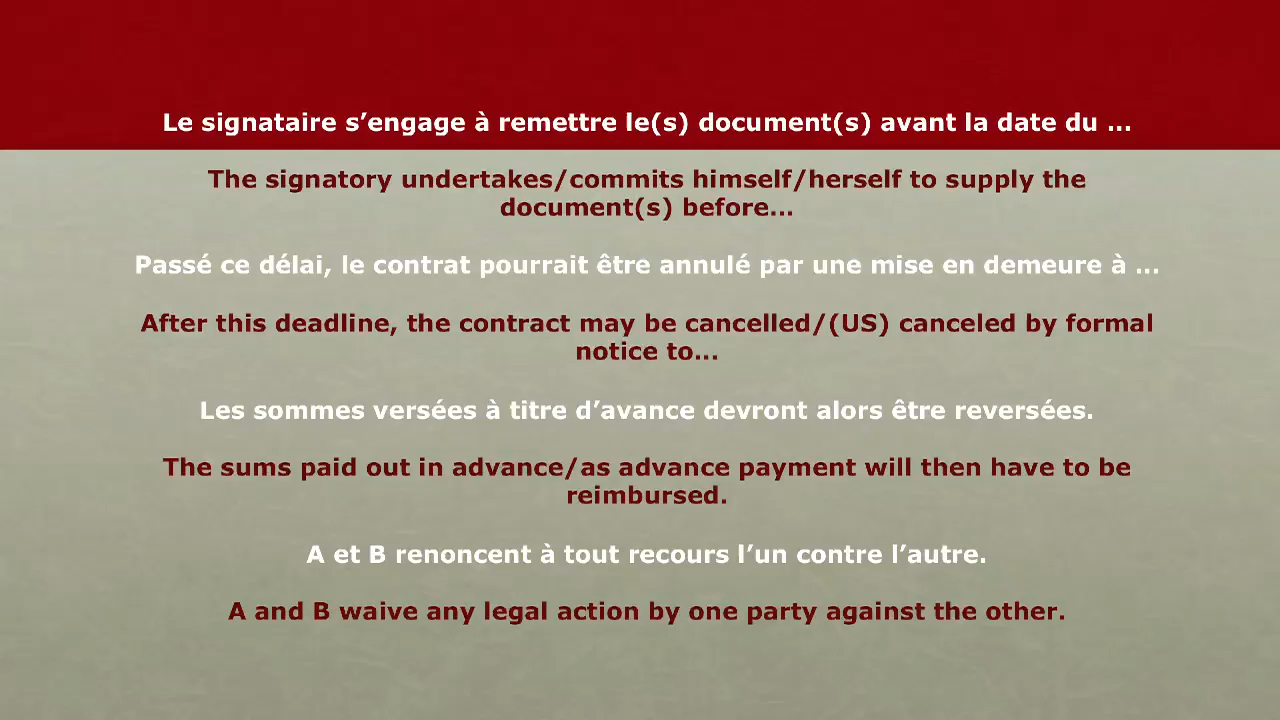 Le signataire s’engage à remettre le(s) document(s) avant la date du ...
The signatory undertakes/commits himself/herself to supply the
document(s) before...
Passé ce délai, le contrat pourrait être annulé par une mise en demeure à ...
After this deadline, the contract may be cancelled/(US) canceled by formal
notice to...
Les sommes versées à titre d’avance devront alors être reversées.
The sums paid out in advance/as advance payment will then have to be
reimbursed.
A et B renoncent à tout recours l’un contre l’autre.
A and B waive any legal action by one party against the other.